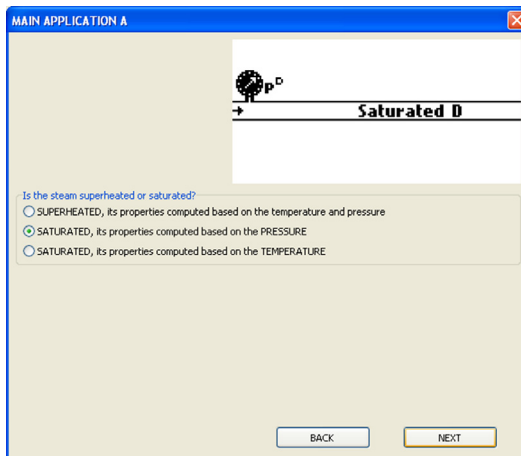 MAIN APPLICATION A
p D
Saturated D
Is the steam superheated or saturated?
SUPERHEATED, its properties computed based on the temperature and pressure
SATURATED, its properties computed based on the PRESSURE
SATURATED, its properties computed based on the TEMPERATURE
BACK
NEXT